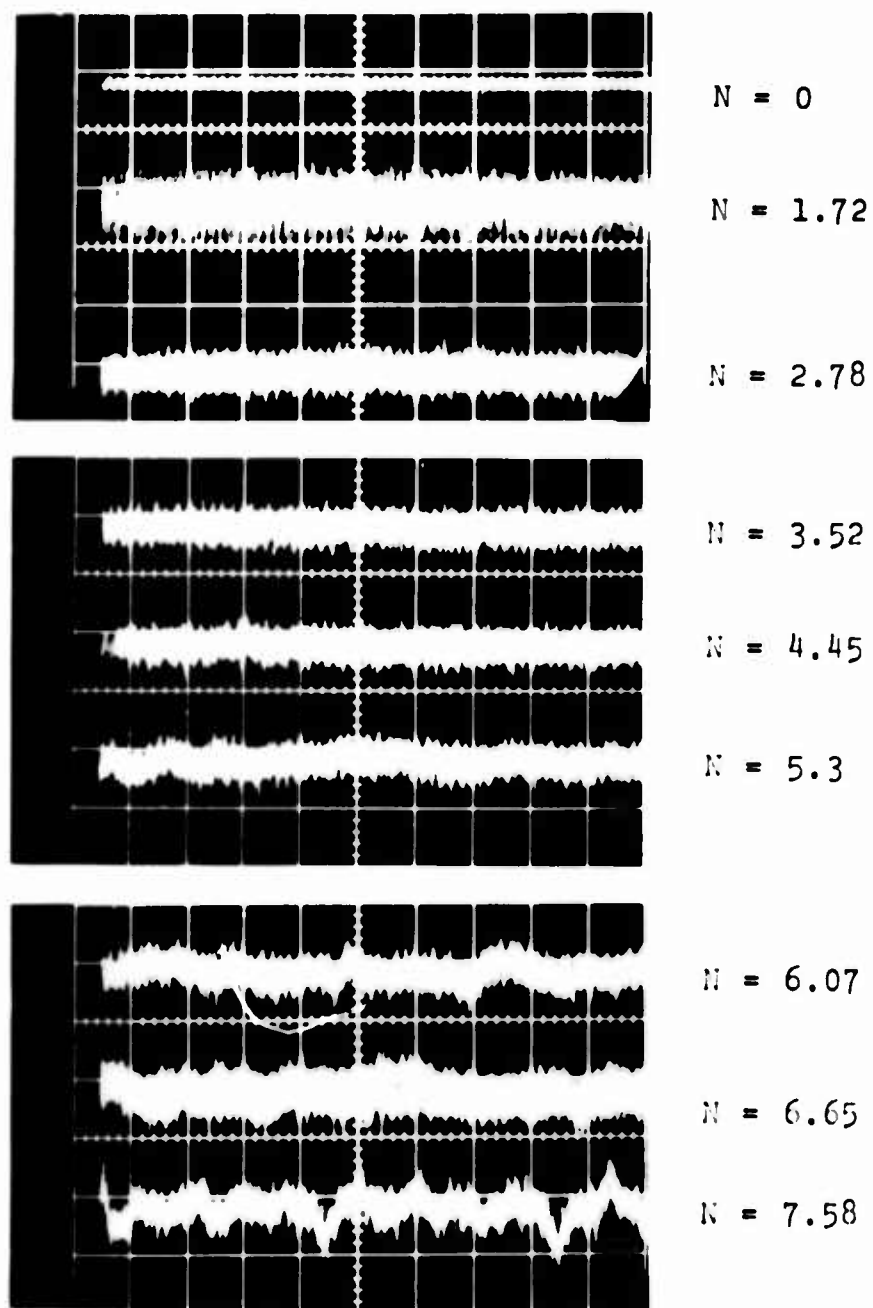 N = 0
N = 1.72
N = 2.78
N = 3.52
N = 4.45
N = 5.3
N = 6.07
N = 6.65
N = 7.58